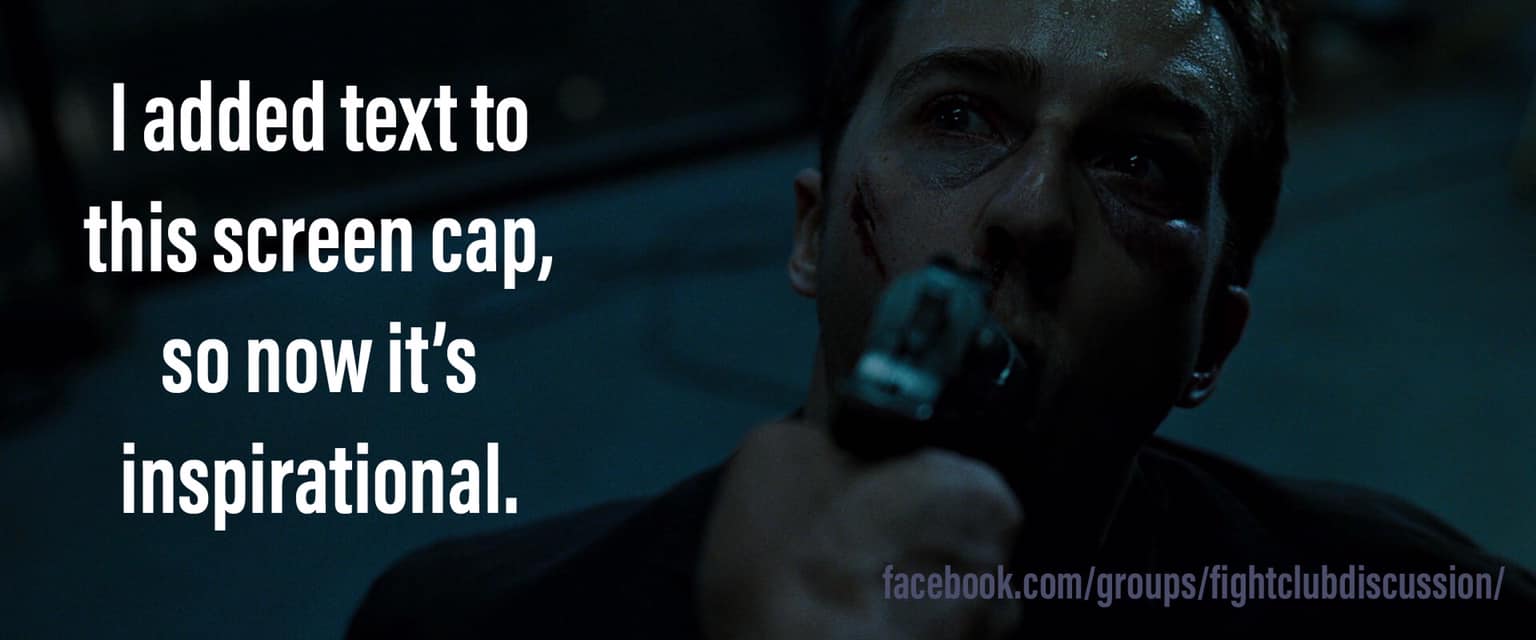 I added text to
this screen cap,
so now it’s
inspirational.
facebook.com/groups/fightclubdiscussion/